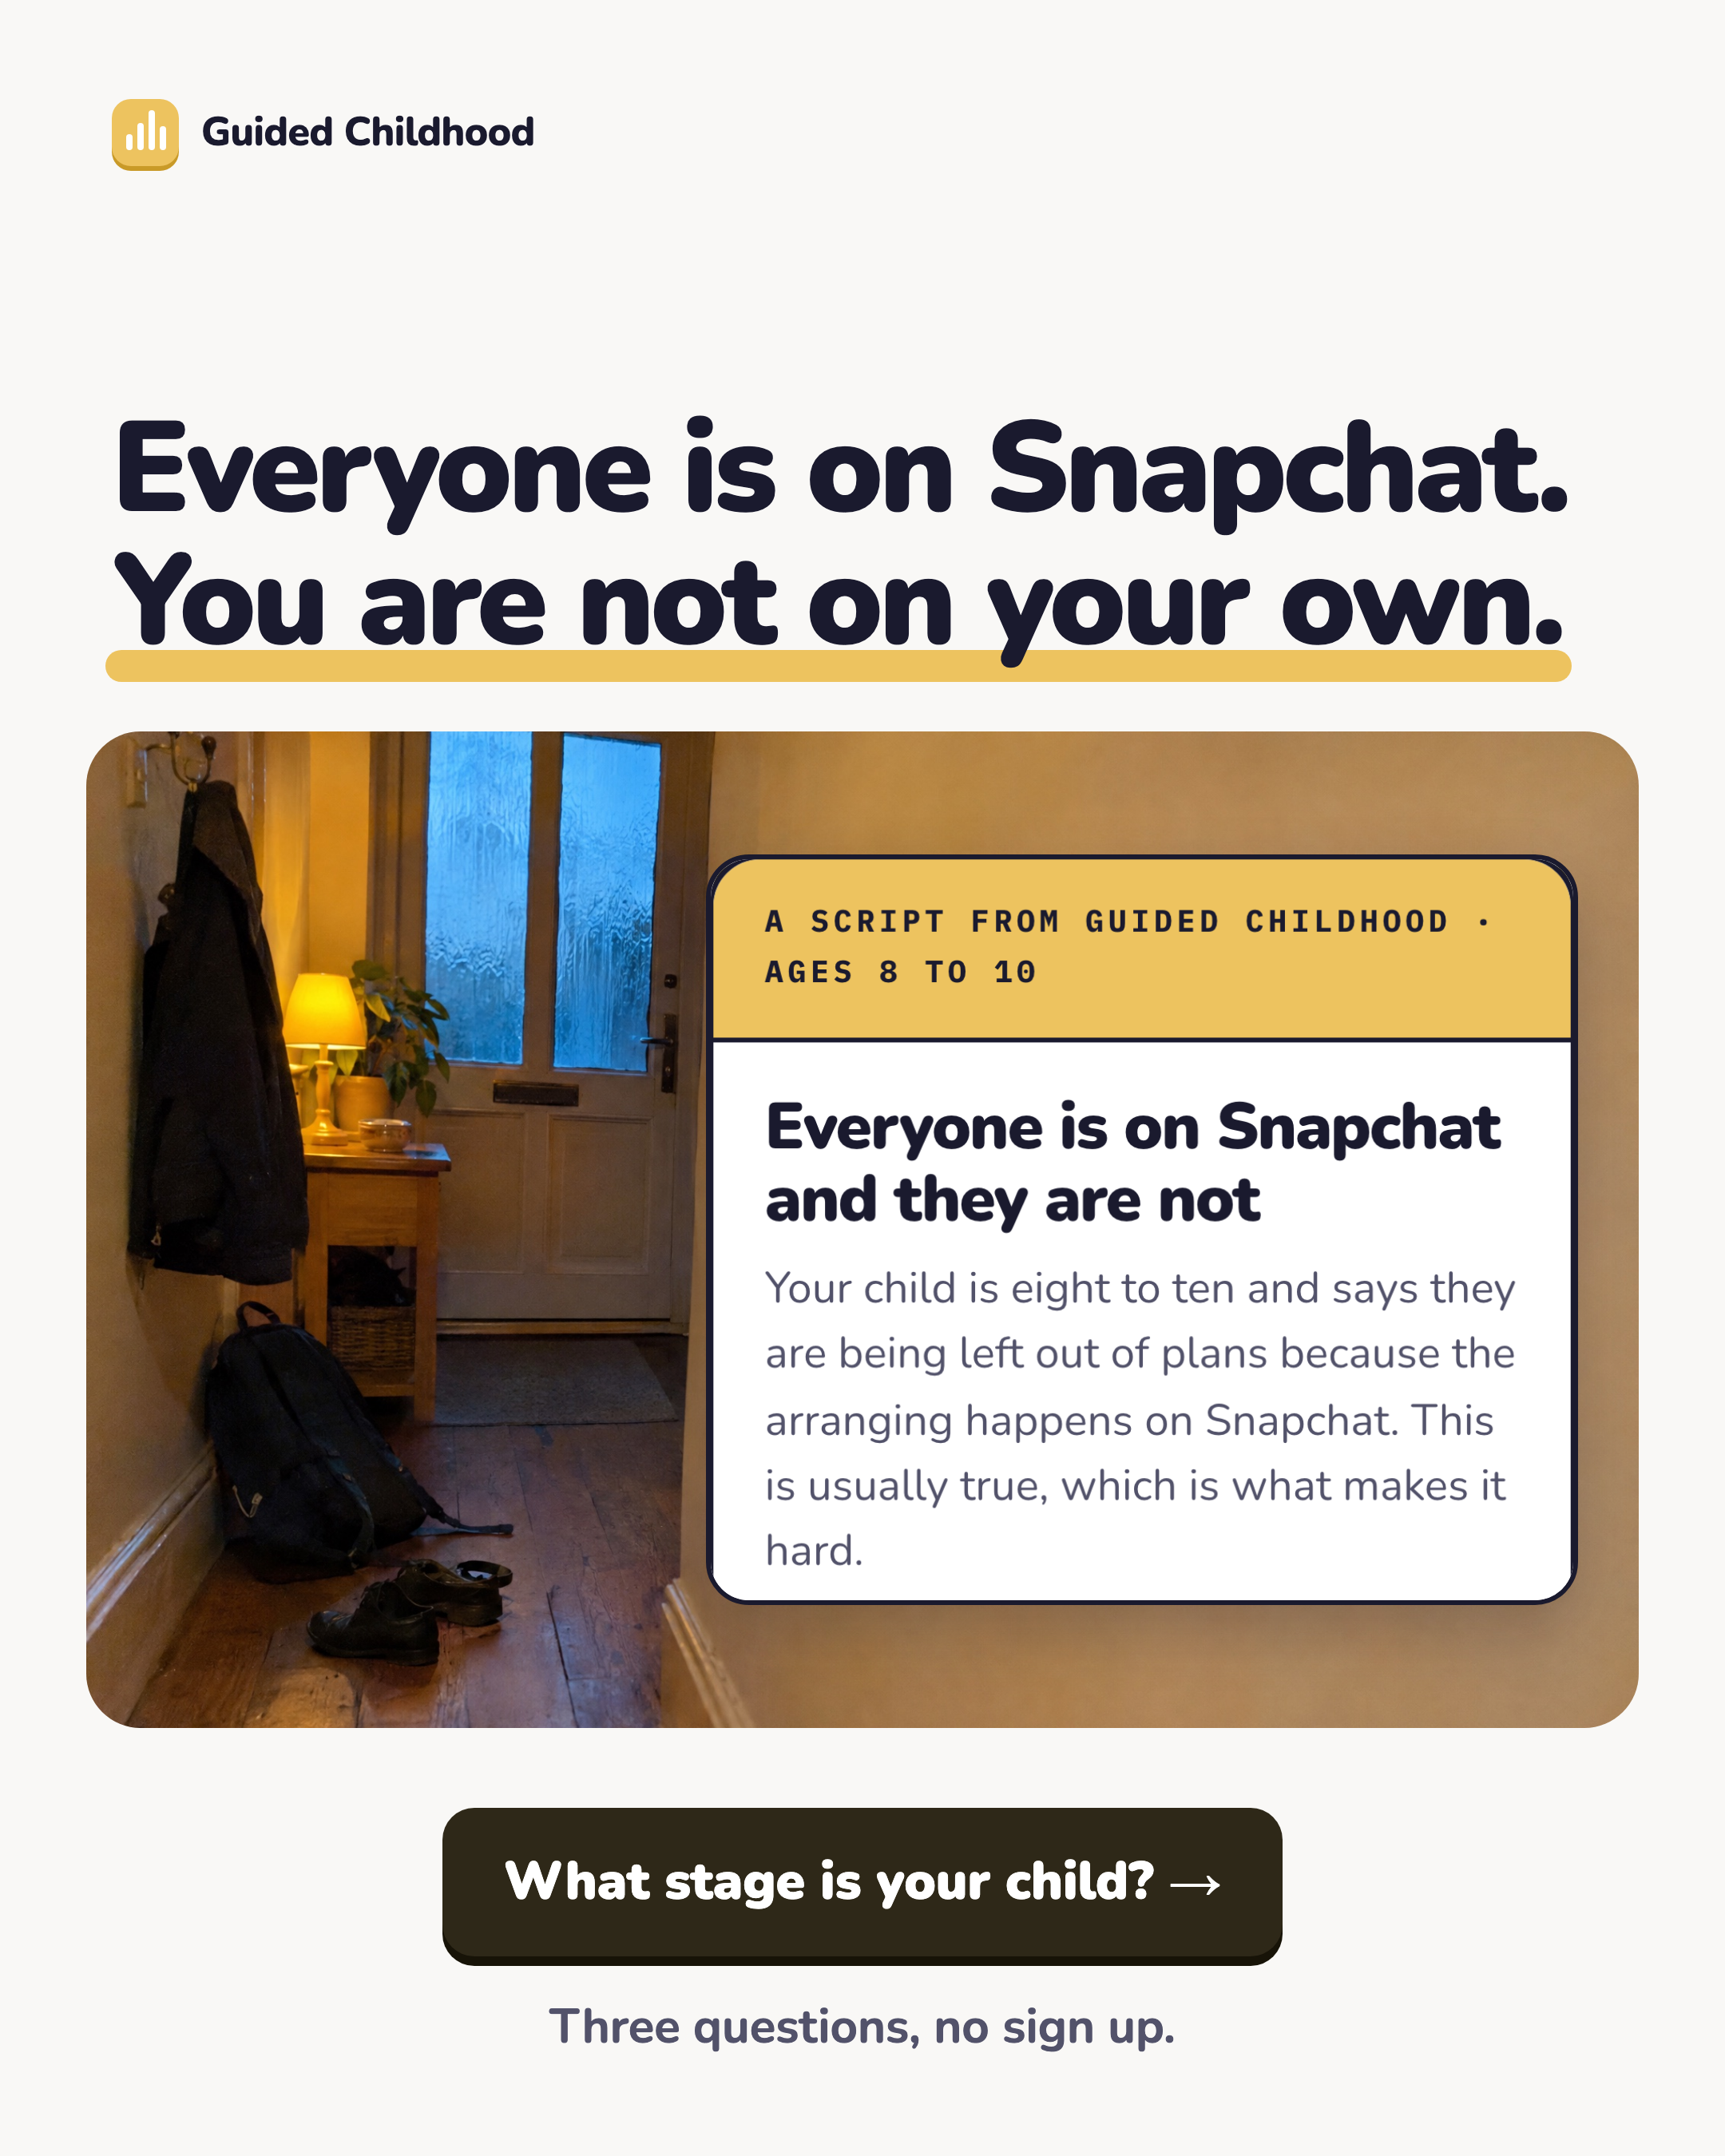 Guided Childhood
Everyone is on Snapchat.
You are not on your own.
A SCRIPT FROM GUIDED CHILDHOOD ·
AGES 8 TO 10
Everyone is on Snapchat
and they are not
Your child is eight to ten and says they
are being left out of plans because the
arranging happens on Snapchat. This
is usually true, which is what makes it
hard.
What stage is your child? →
Three questions, no sign up.